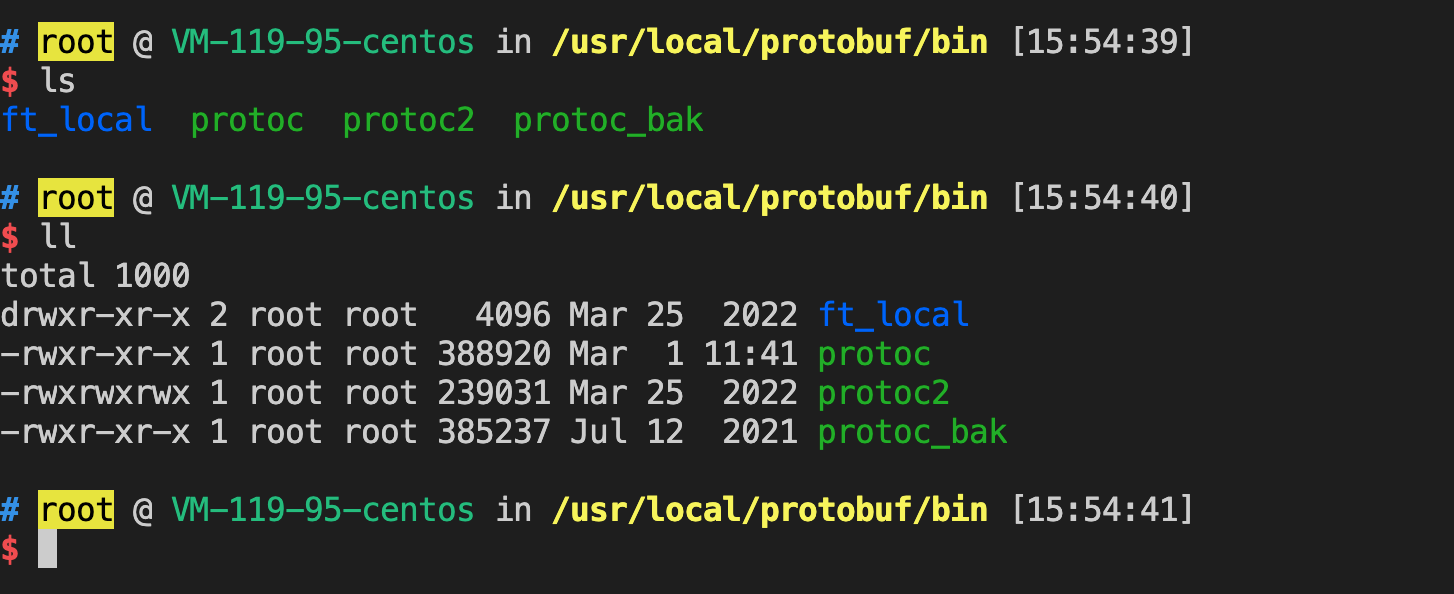 # root @ VM-119-95-centos in /usr/local/protobuf/bin [15:54:39]
$ ls
ft_local  protoc  protoc2  protoc_bak
# root @ VM-119-95-centos in /usr/local/protobuf/bin [15:54:40]
$ ll
total 1000
drwxr-xr-x 2 root root   4096 Mar 25  2022 ft_local
-rwxr-xr-x 1 root root 388920 Mar  1 11:41 protoc
-rwxrwxrwx 1 root root 239031 Mar 25  2022 protoc2
-rwxr-xr-x 1 root root 385237 Jul 12  2021 protoc_bak
# root @ VM-119-95-centos in /usr/local/protobuf/bin [15:54:41]
$